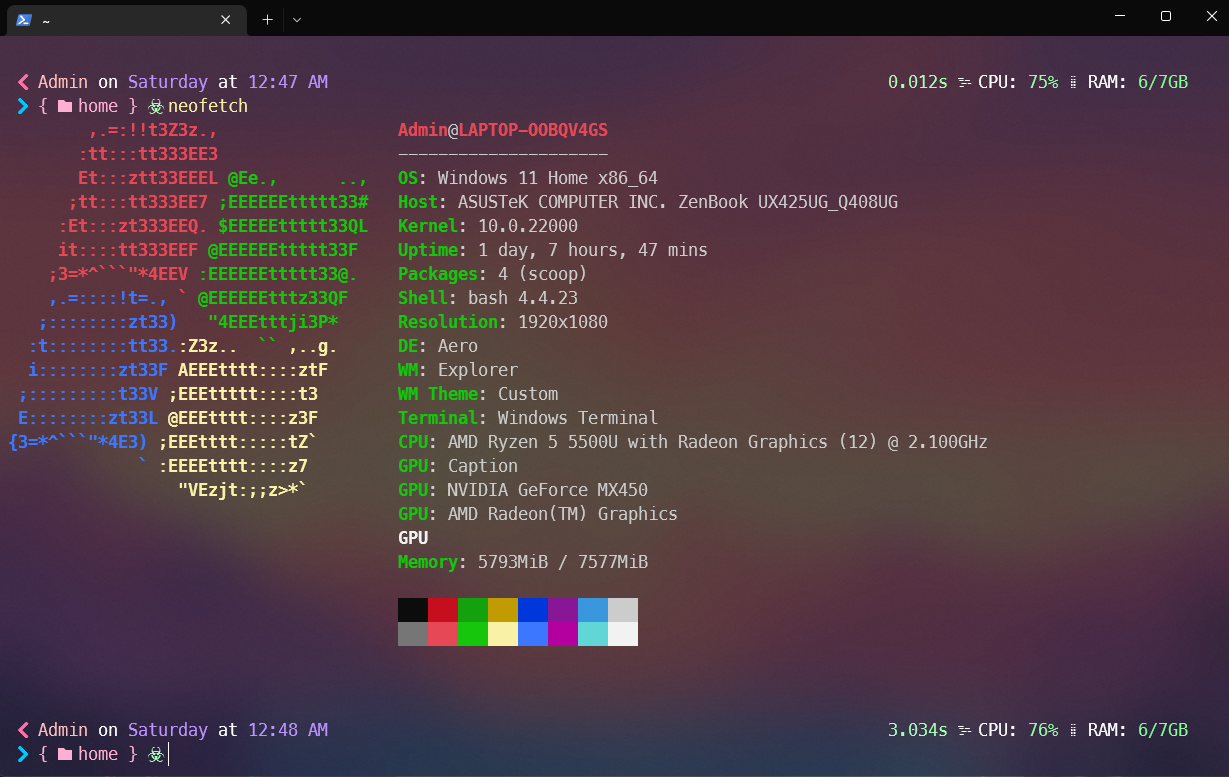 ~
Admin on Saturday at 12:47 AM 0.012s CPU: 75% RAM: 6/7GB
{ home } neofetch
,.=:!!t3Z3z.,
:tt:::tt333EE3
Et:::ztt33EEEL @Ee., ..,
;tt:::tt333EE7 ;EEEEEEttttt33#
:Et:::zt333EEQ. $EEEEEttttt33QL
it::::tt333EEF @EEEEEEttttt33F
;3=*^```"*4EEV :EEEEEEttttt33@.
,.=::::!t=., ` @EEEEEEtttz33QF
;::::::::zt33) "4EEEtttji3P*
:t::::::::tt33.:Z3z.. `` ,..g.
i::::::::zt33F AEEEtttt::::ztF
;:::::::::t33V ;EEEttttt::::t3
E::::::::zt33L @EEEtttt::::z3F
{3=*^```"*4E3) ;EEEtttt:::::tZ`
` :EEEEtttt::::z7
"VEzjt:;;z>*`
Admin@LAPTOP-OOBQV4GS
---------------------
OS: Windows 11 Home x86_64
Host: ASUSTeK COMPUTER INC. ZenBook UX425UG_Q408UG
Kernel: 10.0.22000
Uptime: 1 day, 7 hours, 47 mins
Packages: 4 (scoop)
Shell: bash 4.4.23
Resolution: 1920x1080
DE: Aero
WM: Explorer
WM Theme: Custom
Terminal: Windows Terminal
CPU: AMD Ryzen 5 5500U with Radeon Graphics (12) @ 2.100GHz
GPU: Caption
GPU: NVIDIA GeForce MX450
GPU: AMD Radeon(TM) Graphics
GPU
Memory: 5793MiB / 7577MiB
Admin on Saturday at 12:48 AM 3.034s CPU: 76% RAM: 6/7GB
{ home }